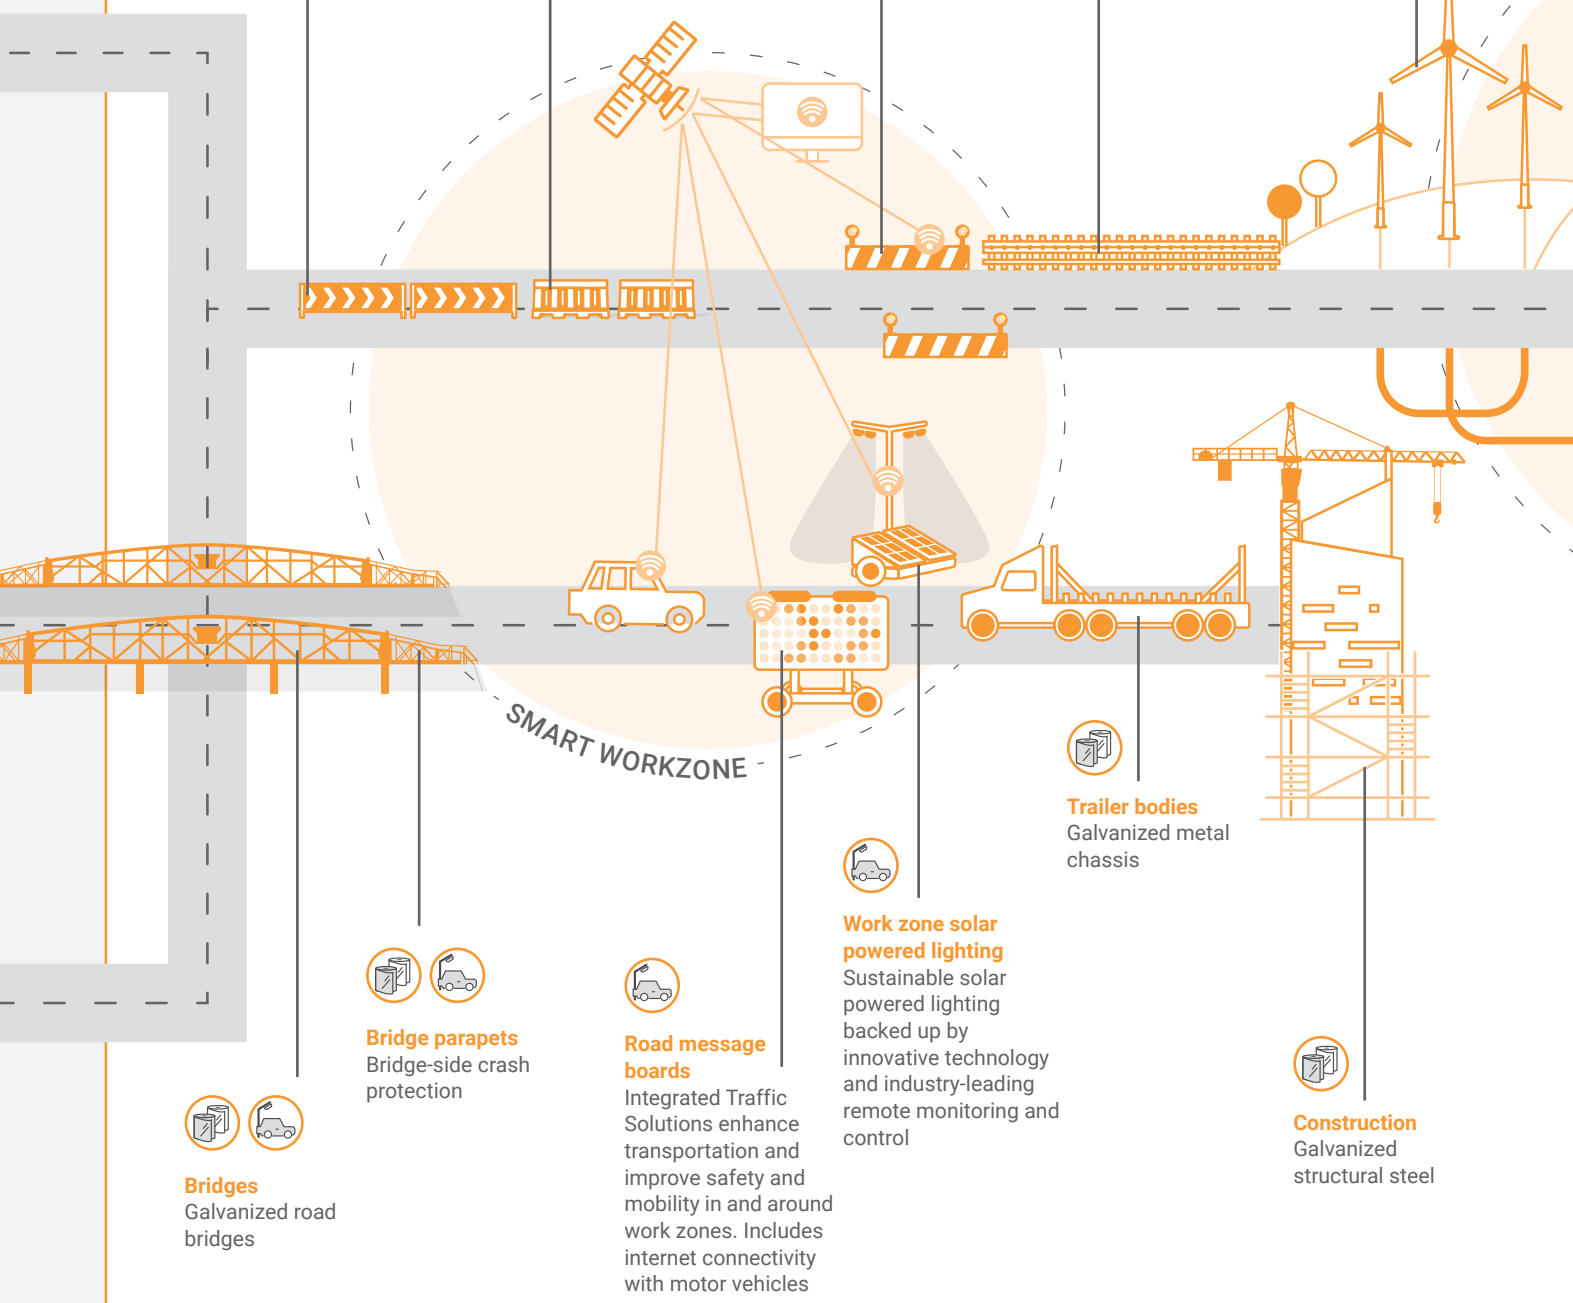 SMART WORKZONE
Trailer bodies
Galvanized metal
chassis
Work zone solar
powered lighting
Sustainable solar
powered lighting
backed up by
innovative technology
and industry-leading
remote monitoring and
control
Bridge parapets
Bridge-side crash
protection
Road message
boards
Integrated Traffic
Solutions enhance
transportation and
improve safety and
mobility in and around
work zones. Includes
internet connectivity
with motor vehicles
Construction
Galvanized
structural steel
Bridges
Galvanized road
bridges